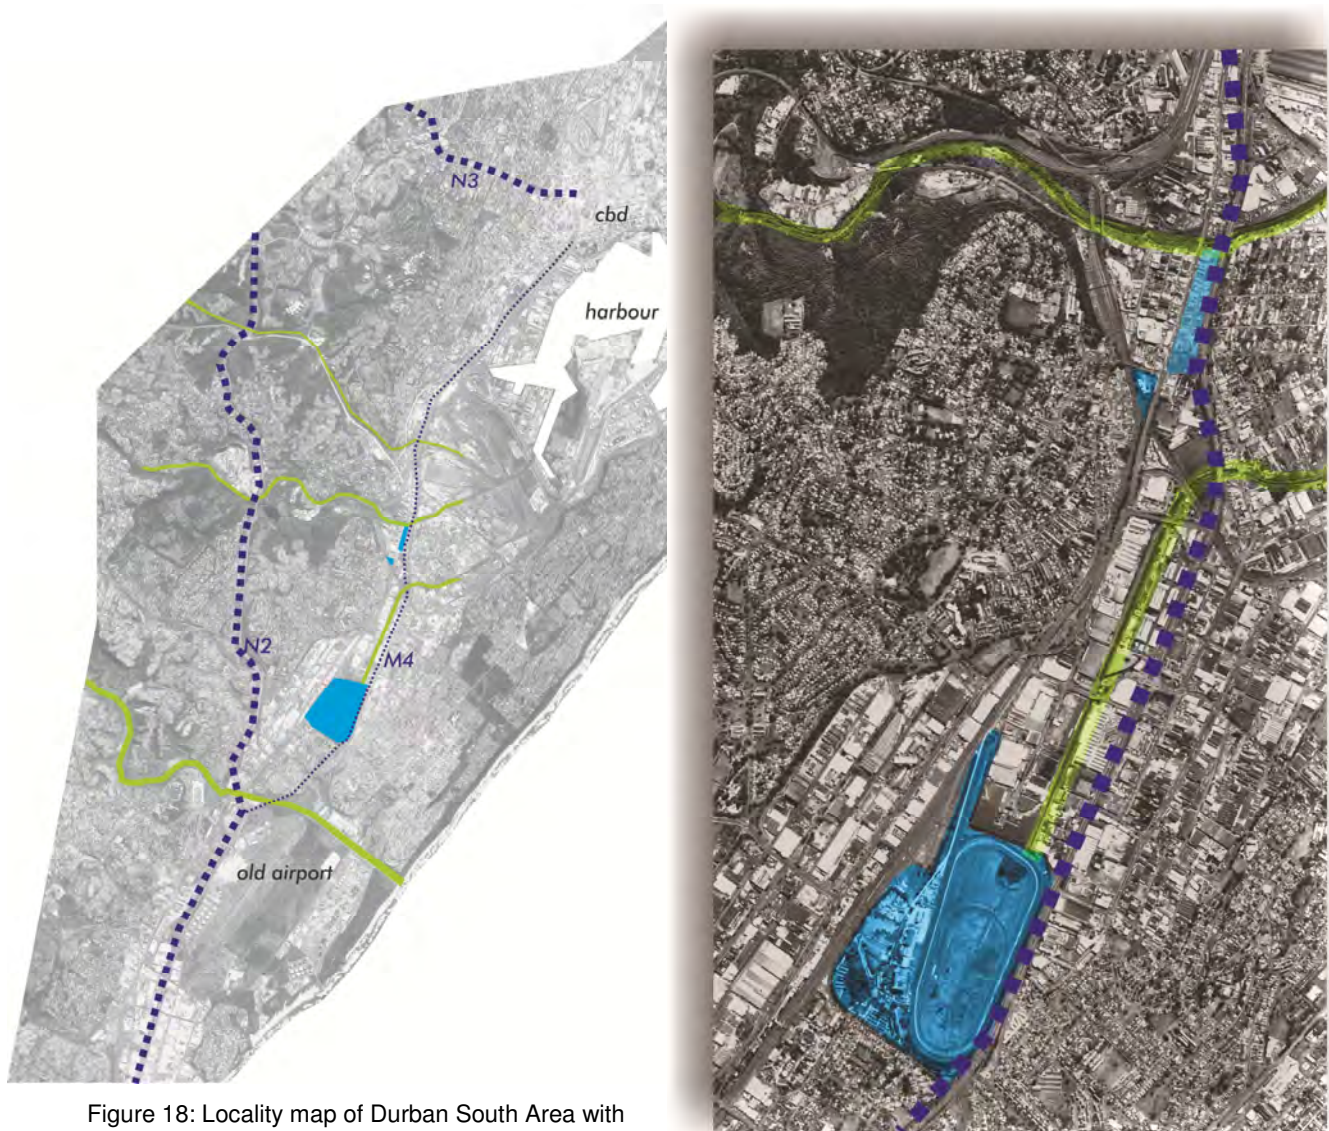 N3
cbd
harbour
N2
M4
old airport
Figure 18: Locality map of Durban South Area with